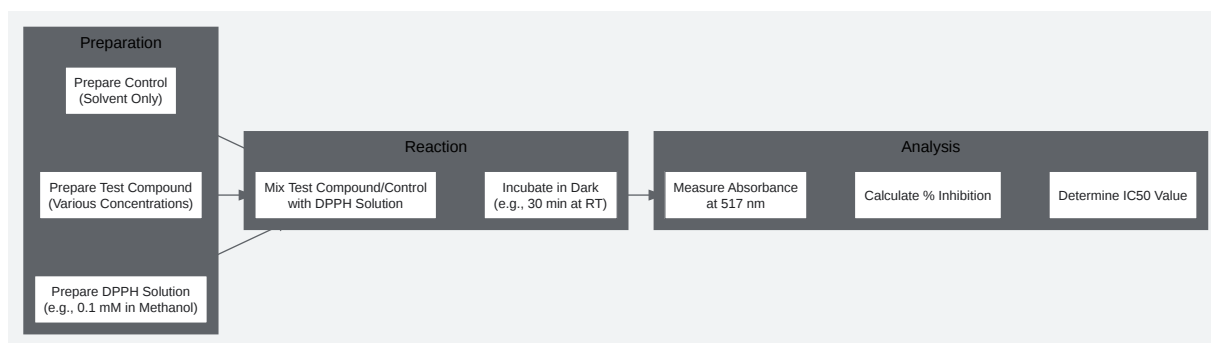 Preparation
Prepare Control
(Solvent Only)
Prepare Test Compound
(Various Concentrations)
Prepare DPPH Solution
(e.g., 0.1 mM in Methanol)
Reaction
Mix Test Compound/Control
with DPPH Solution
Incubate in Dark
(e.g., 30 min at RT)
Analysis
Measure Absorbance
at 517 nm
Calculate % Inhibition
Determine IC50 Value